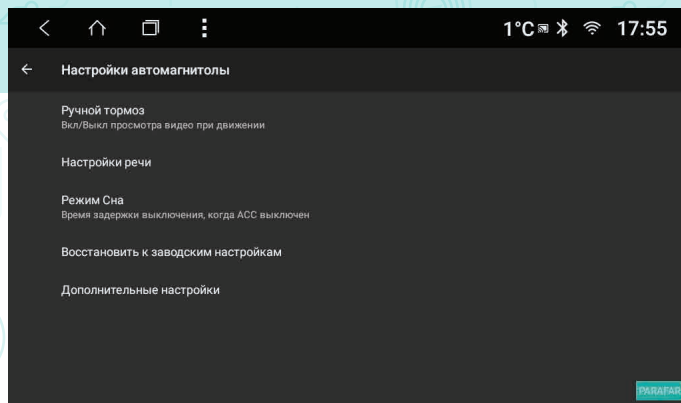 1°C 17:55
Настройки автомагнитолы
Ручной тормоз
Вкл/Выкл просмотра видео при движении
Настройки речи
Режим Сна
Время задержки выключения, когда ACC выключен
Восстановить к заводским настройкам
Дополнительные настройки
PARAFAR